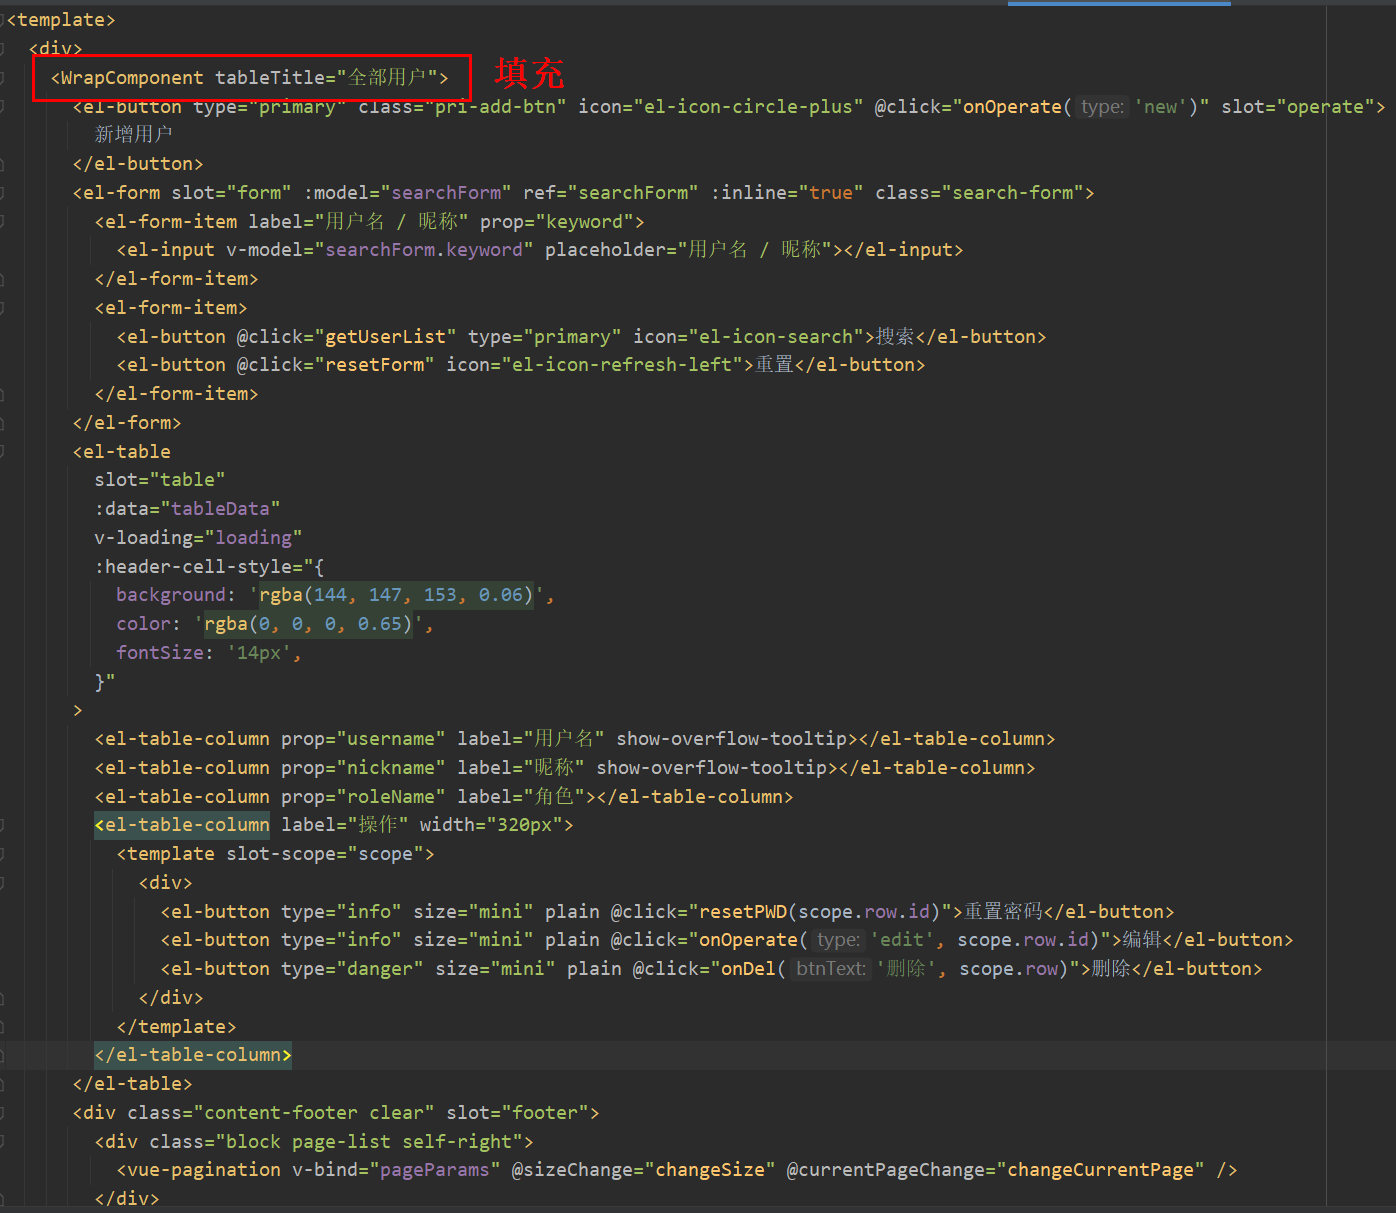 <template>
<div>
<WrapComponent tableTitle="全部用户"> 填充
<el-button type="primary" class="pri-add-btn" icon="el-icon-circle-plus" @click="onOperate( type: 'new')" slot="operate">
新增用户
</el-button>
<el-form slot="form" :model="searchForm" ref="searchForm" :inline="true" class="search-form">
<el-form-item label="用户名 / 昵称" prop="keyword">
<el-input v-model="searchForm.keyword" placeholder="用户名 / 昵称"></el-input>
</el-form-item>
<el-form-item>
<el-button @click="getUserList" type="primary" icon="el-icon-search">搜索</el-button>
<el-button @click="resetForm" icon="el-icon-refresh-left">重置</el-button>
</el-form-item>
</el-form>
<el-table
slot="table"
:data="tableData"
v-loading="loading"
:header-cell-style="{
background: 'rgba(144, 147, 153, 0.06)',
color: 'rgba(0, 0, 0, 0.65)',
fontSize: '14px',
}"
>
<el-table-column prop="username" label="用户名" show-overflow-tooltip></el-table-column>
<el-table-column prop="nickname" label="昵称" show-overflow-tooltip></el-table-column>
<el-table-column prop="roleName" label="角色"></el-table-column>
<el-table-column label="操作" width="320px">
<template slot-scope="scope">
<div>
<el-button type="info" size="mini" plain @click="resetPWD(scope.row.id)">重置密码</el-button>
<el-button type="info" size="mini" plain @click="onOperate( type: 'edit', scope.row.id)">编辑</el-button>
<el-button type="danger" size="mini" plain @click="onDel( btnText: '删除', scope.row)">删除</el-button>
</div>
</template>
</el-table-column>
</el-table>
<div class="content-footer clear" slot="footer">
<div class="block page-list self-right">
<vue-pagination v-bind="pageParams" @sizeChange="changeSize" @currentPageChange="changeCurrentPage" />
</div>